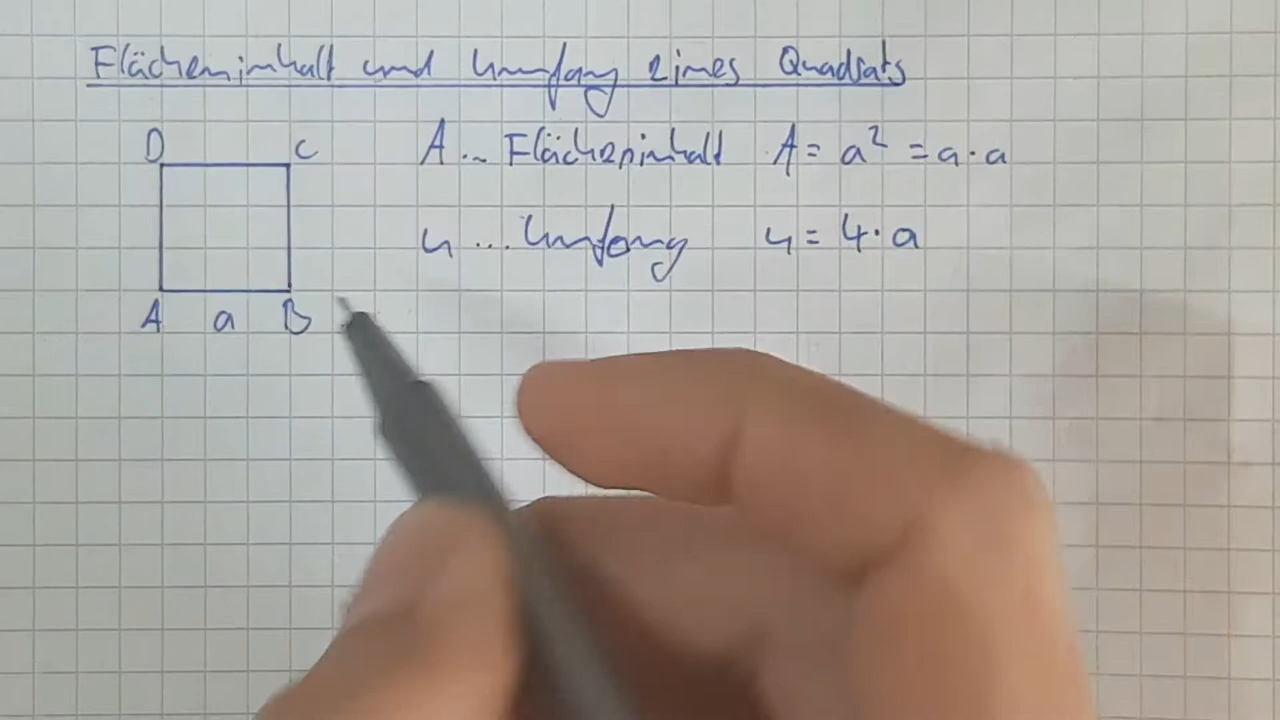 Flächeninhalt und Umfang eines Quadrats
D C
A a B
A... Flächeninhalt A = a² = a·a
u... Umfang u = 4·a